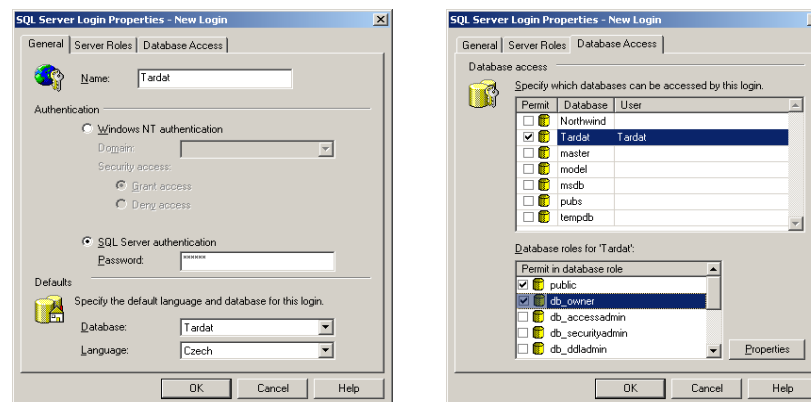 SQL Server Login Properties - New Login
General Server Roles Database Access
Name: Tardat
Authentication
Windows NT authentication
Domain:
Security access:
Grant access
Deny access
SQL Server authentication
Password: ******
Defaults
Specify the default language and database for this login.
Database: Tardat
Language: Czech
OK Cancel Help
SQL Server Login Properties - New Login
General Server Roles Database Access
Database access
Specify which databases can be accessed by this login.
Permit Database User
Northwind
Tardat Tardat
master
model
msdb
pubs
tempdb
Database roles for 'Tardat':
Permit in database role
public
db_owner
db_accessadmin
db_securityadmin
db_ddladmin
Properties
OK Cancel Help